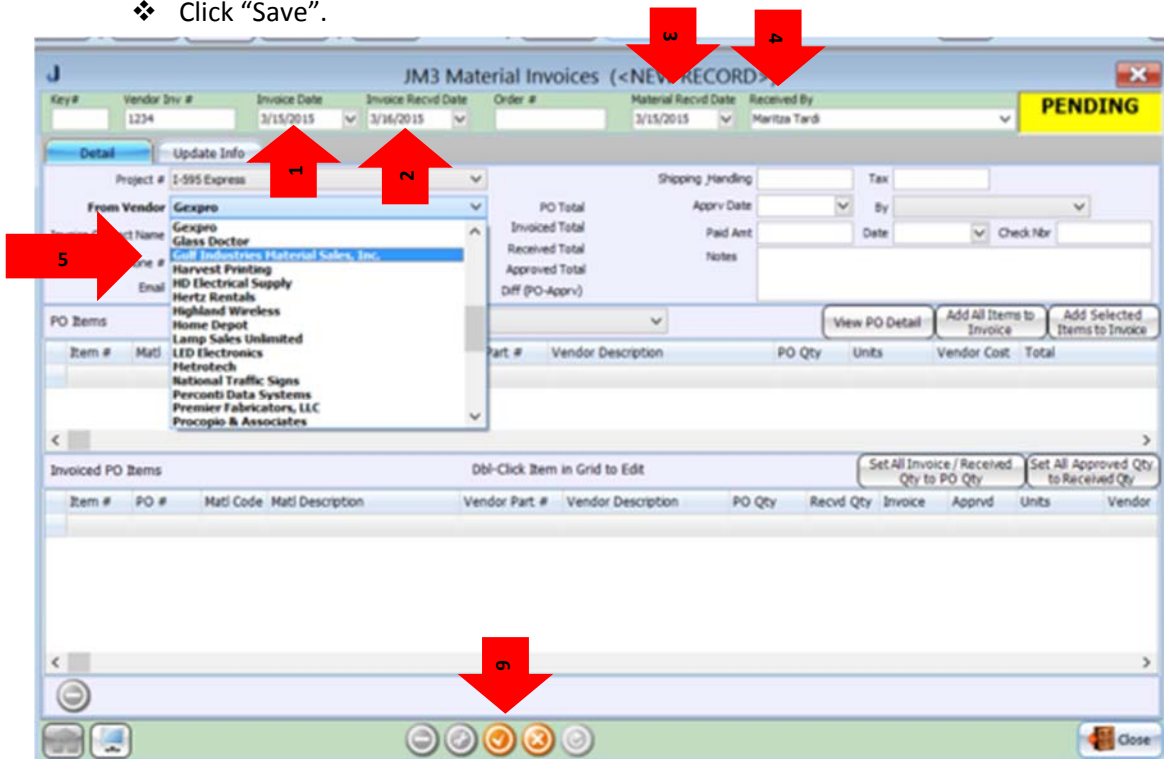 ❖ Click “Save”.
3 4
JM3 Material Invoices (<NEW RECORD>)
Key# Vendor Inv # Invoice Date Invoice Recvd Date Order # Material Recvd Date Received By
1234 3/15/2015 3/16/2015 3/15/2015 Maritza Tardi PENDING
Detail Update Info 1 2
Project # I-595 Express Shipping Handling Tax
From Vendor Gexpro PO Total Apprv Date By
Name Gexpro Invoiced Total Paid Amt Date Check Nbr
Glass Doctor
5 # Gulf Industries Material Sales, Inc. Received Total Notes
Harvest Printing Approved Total
Email HD Electrical Supply Diff (PO-Apprv)
Hertz Rentals
Highland Wireless
PO Items Home Depot View PO Detail Add All Items to Invoice Add Selected Items to Invoice
Lamp Sales Unlimited
Item # Matl LED Electronics Part # Vendor Description PO Qty Units Vendor Cost Total
Metrotech
National Traffic Signs
Perconti Data Systems
Premier Fabricators, LLC
Procopio & Associates
Invoiced PO Items Dbl-Click Item in Grid to Edit Set All Invoice / Received Qty to PO Qty Set All Approved Qty to Received Qty
Item # PO # Matl Code Matl Description Vendor Part # Vendor Description PO Qty Recvd Qty Invoice Apprvd Units Vendor
6
Close